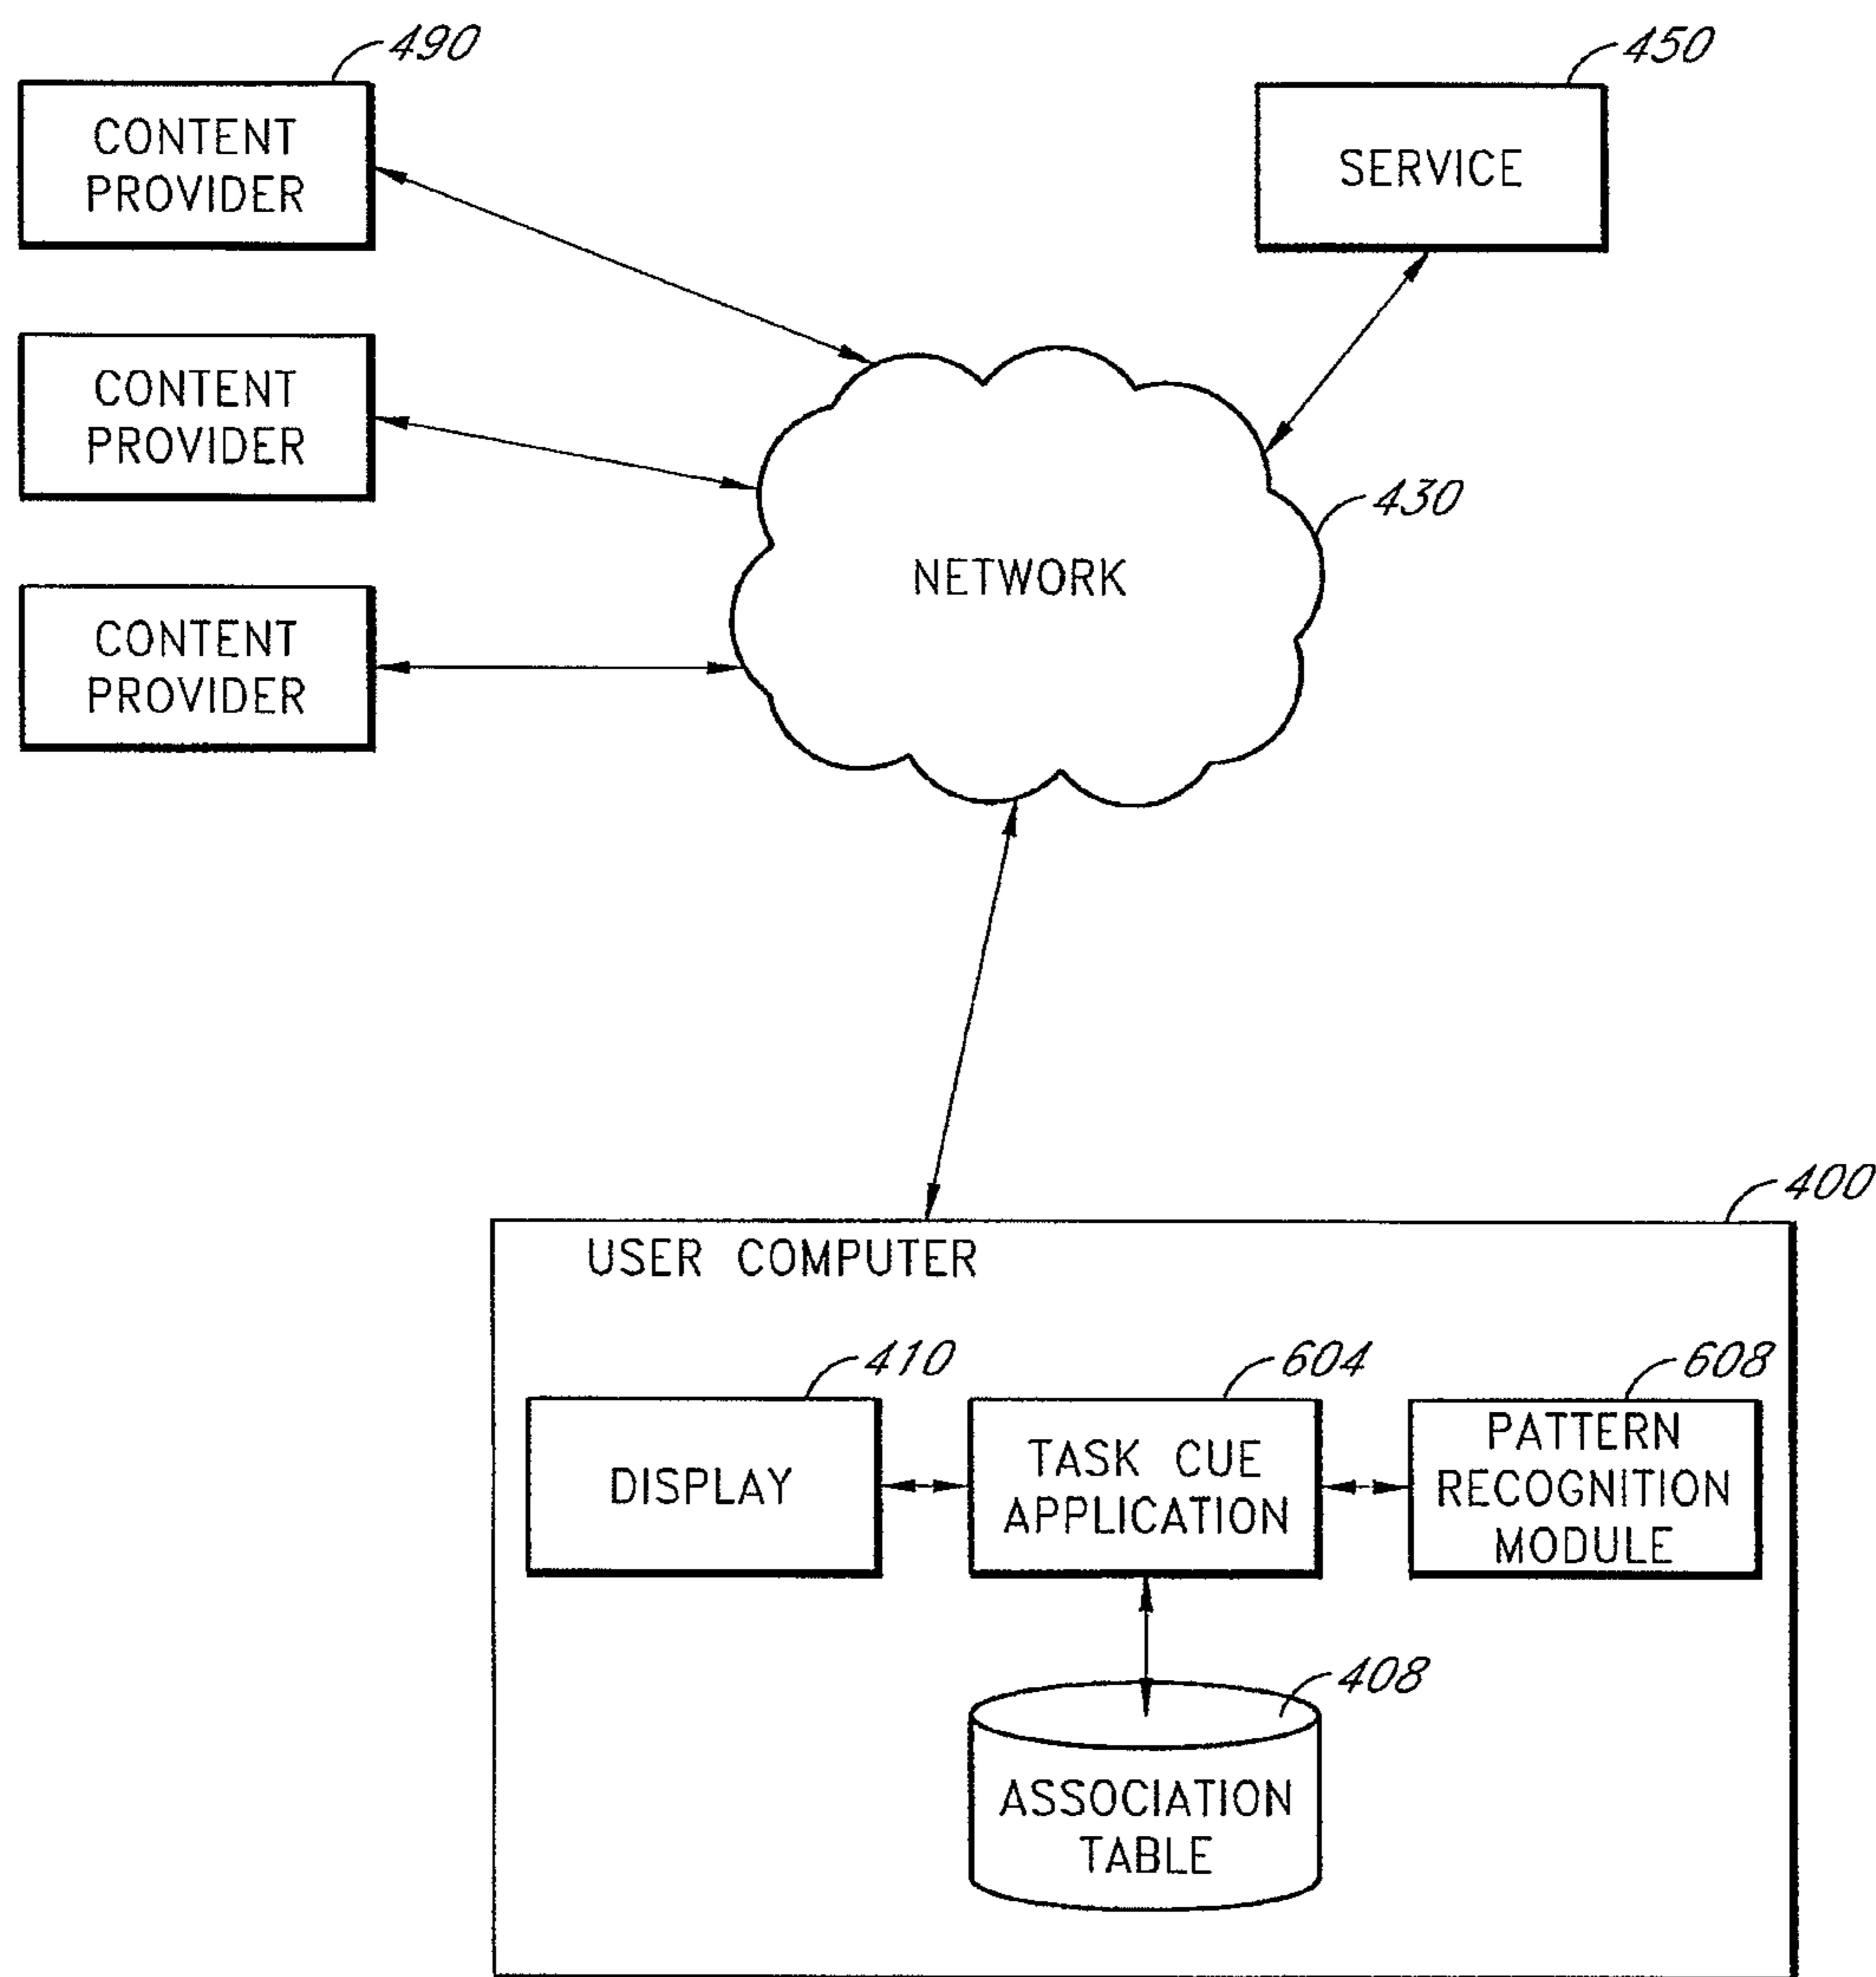 490
CONTENT
PROVIDER
450
SERVICE
CONTENT
PROVIDER
430
NETWORK
CONTENT
PROVIDER
400
USER COMPUTER
410
DISPLAY
604
TASK CUE
APPLICATION
608
PATTERN
RECOGNITION
MODULE
408
ASSOCIATION
TABLE